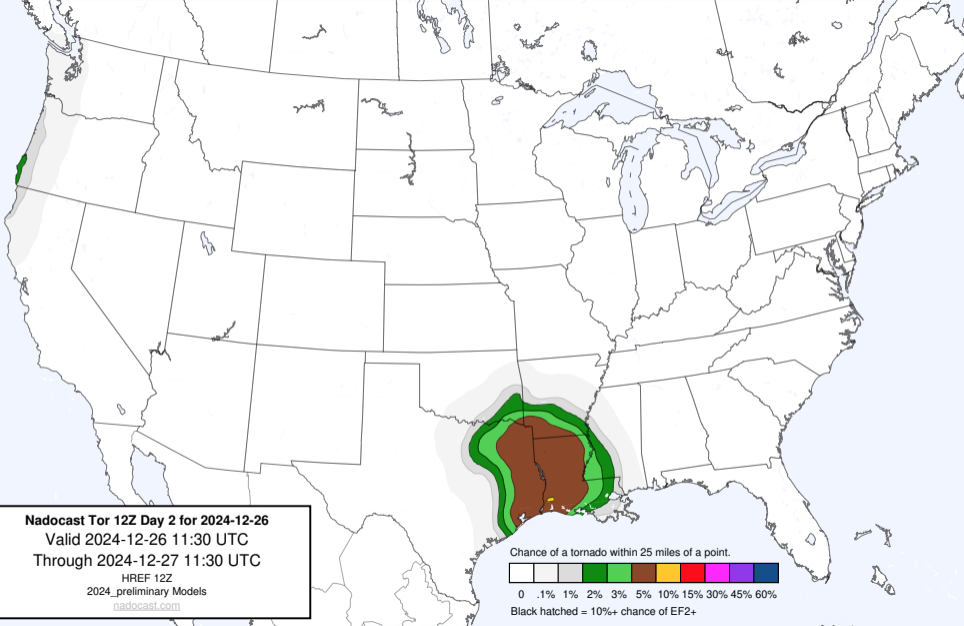 Nadocast Tor 12Z Day 2 for 2024-12-26
Valid 2024-12-26 11:30 UTC
Through 2024-12-27 11:30 UTC
HREF 12Z
2024_preliminary Models
nadocast.com
Chance of a tornado within 25 miles of a point.
0 .1% 1% 2% 3% 5% 10% 15% 30% 45% 60%
Black hatched = 10%+ chance of EF2+